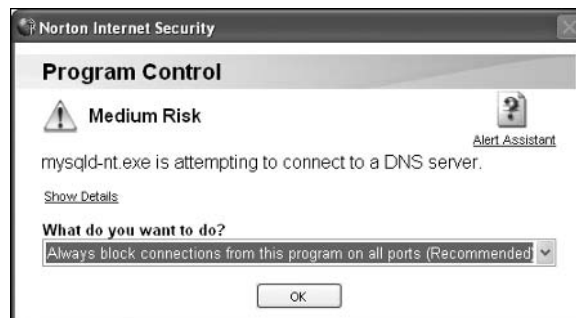 Norton Internet Security
Program Control
Medium Risk
Alert Assistant
mysqld-nt.exe is attempting to connect to a DNS server.
Show Details
What do you want to do?
Always block connections from this program on all ports (Recommended)
OK